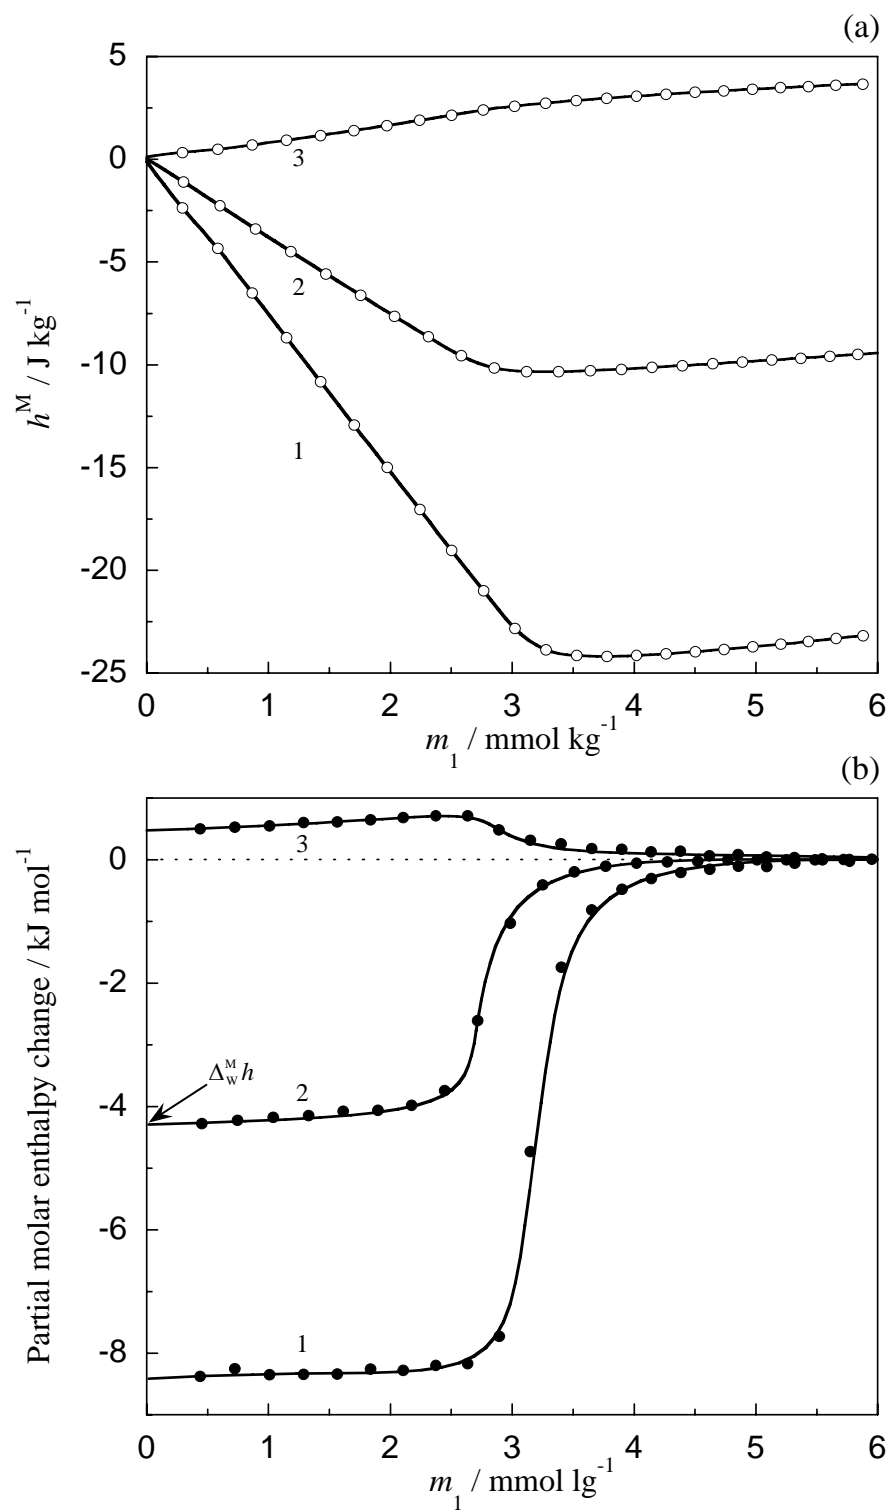 (a)
5
0
-5
-10
-15
-20
-25
3
2
1
h^M / J kg^-1
0 1 2 3 4 5 6
m_1 / mmol kg^-1
(b)
0
-2
-4
-6
-8
3
Δ_W^M h
2
1
Partial molar enthalpy change / kJ mol^-1
0 1 2 3 4 5 6
m_1 / mmol lg^-1